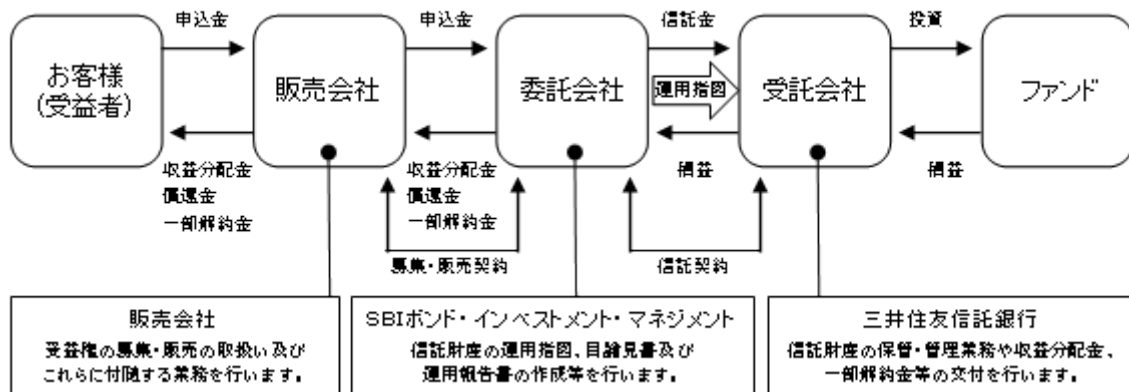 申込金
申込金
信託金
投資
お客様
(受益者)
販売会社
委託会社
運用指図
受託会社
ファンド
収益分配金
償還金
一部解約金
収益分配金
償還金
一部解約金
損益
損益
募集・販売契約
信託契約
販売会社
受益権の募集・販売の取扱い及び
これらに付随する業務を行います。
SBIボンド・インベストメント・マネジメント
信託財産の運用指図、目論見書及び
運用報告書の作成等を行います。
三井住友信託銀行
信託財産の保管・管理業務や収益分配金、
一部解約金等の交付を行います。